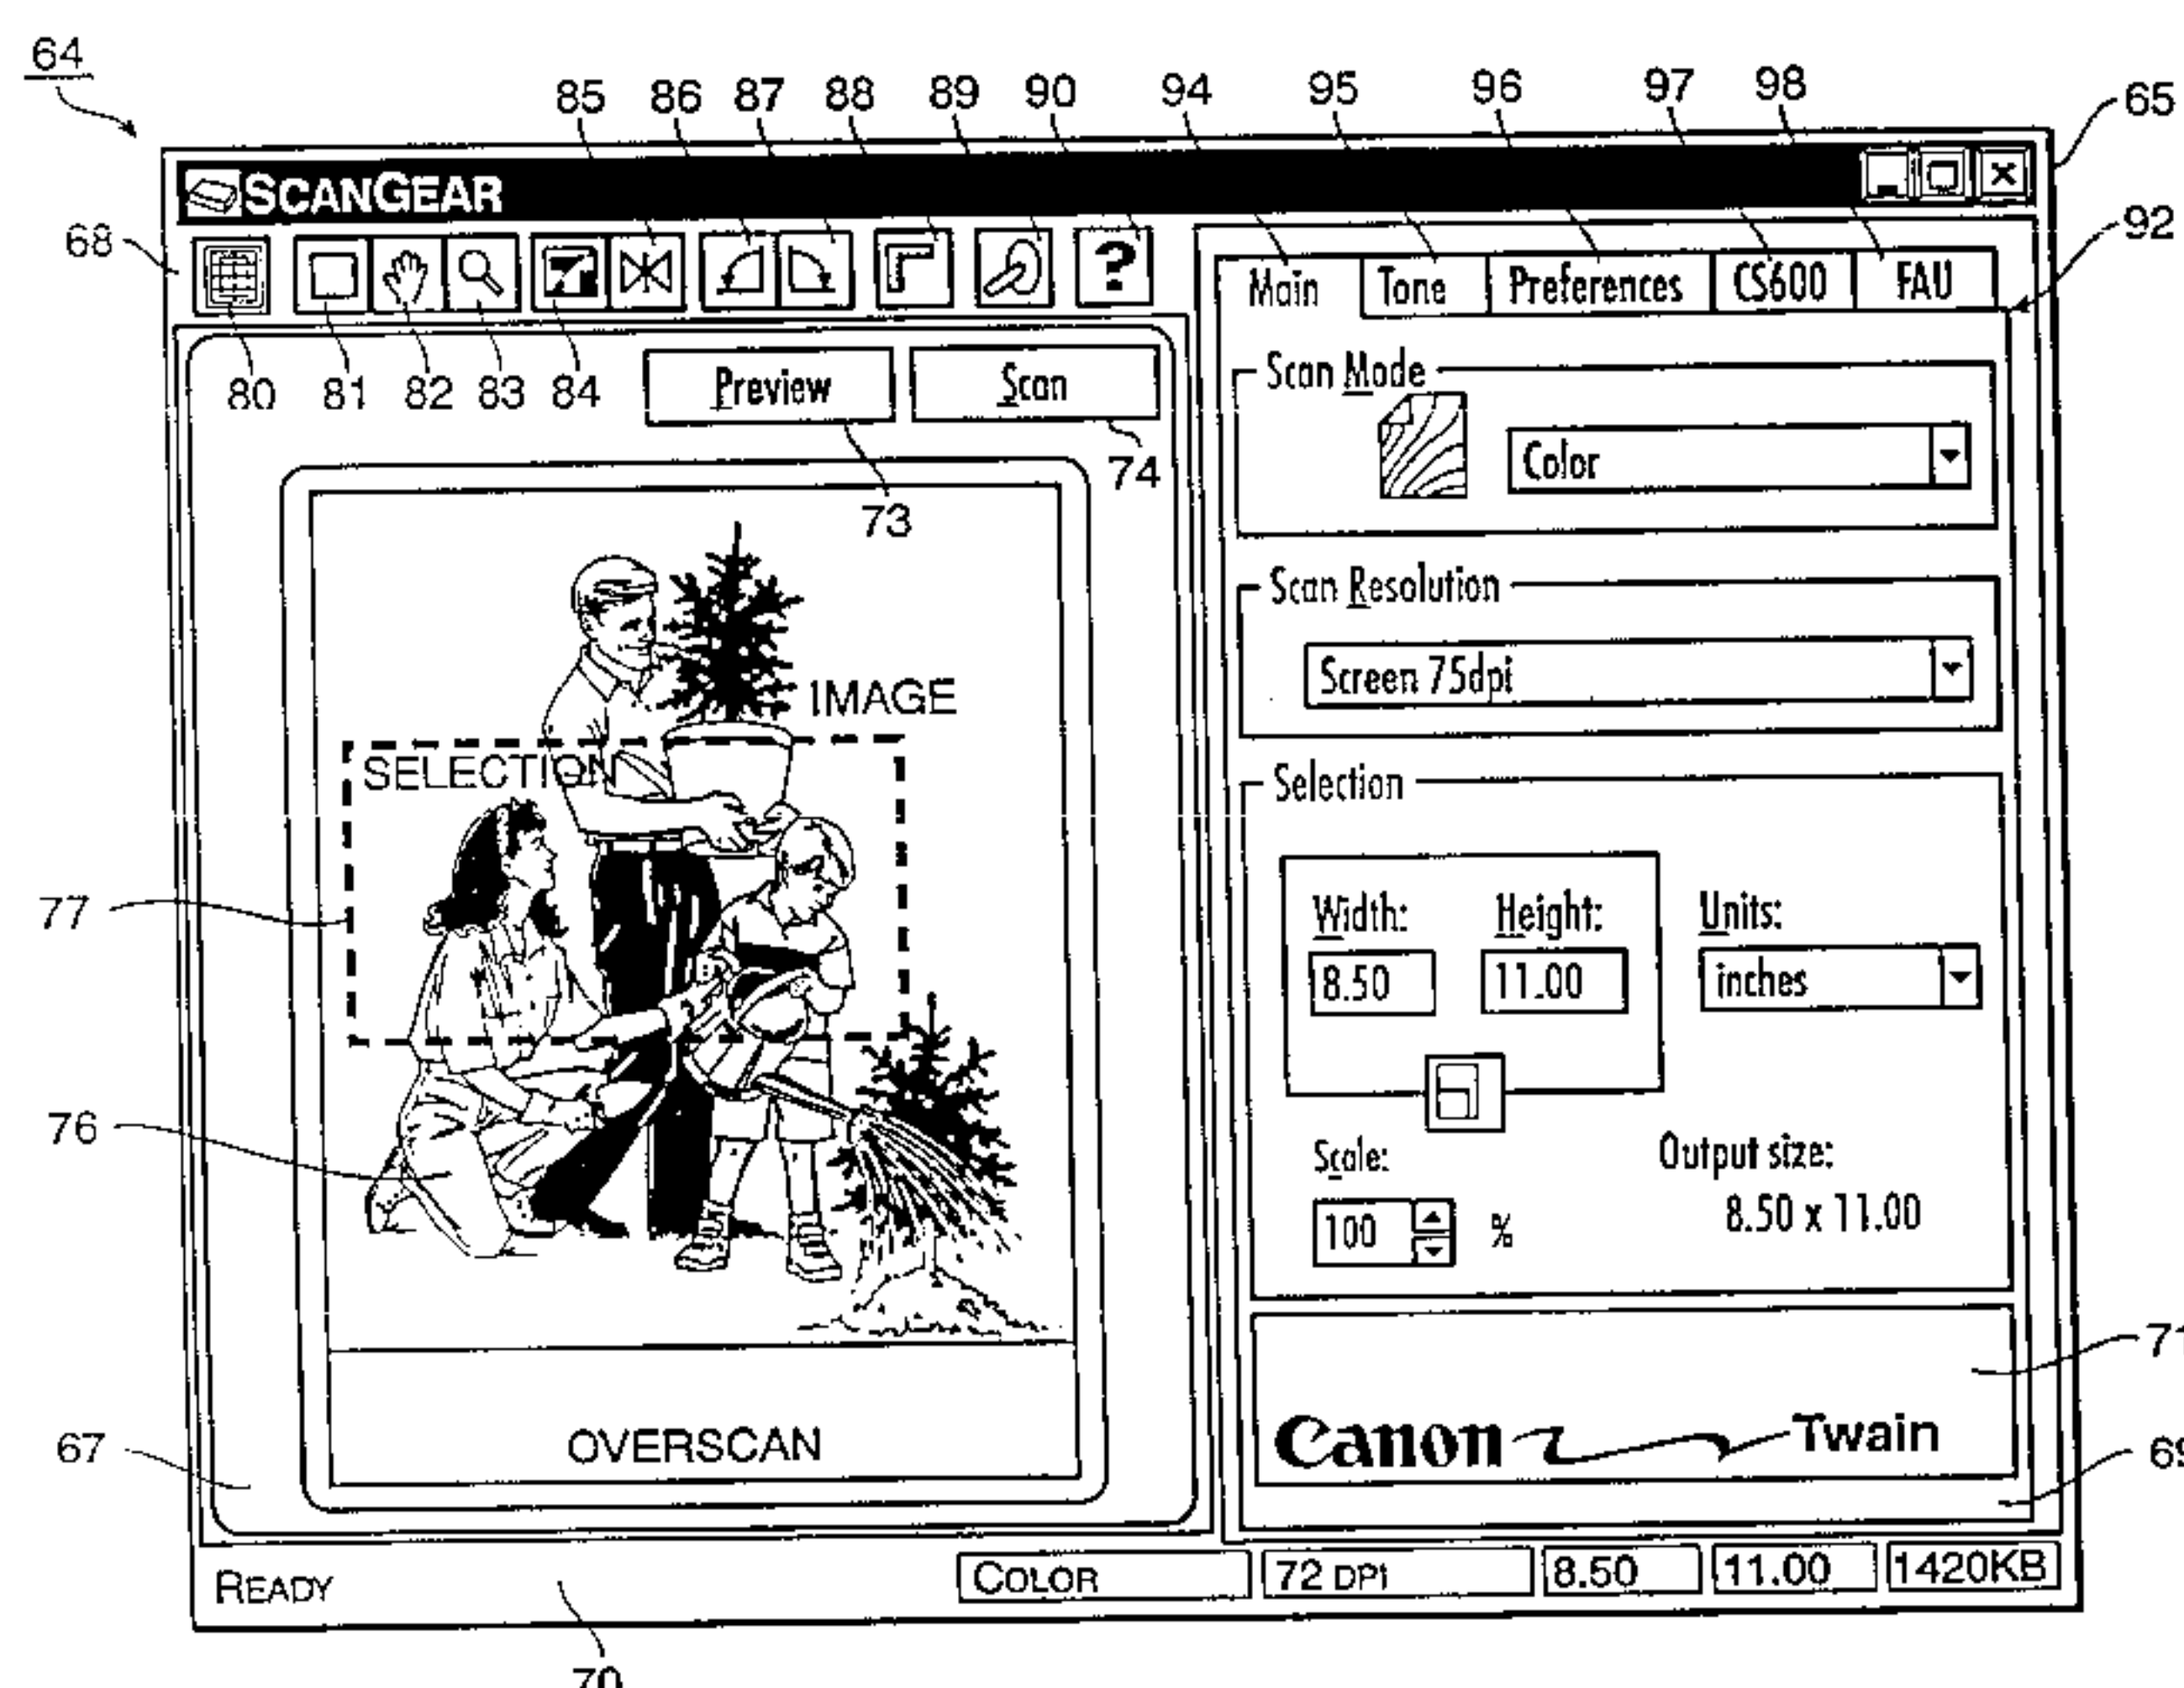 64
85 86 87 88 89 90 94 95 96 97 98
65
SCANGEAR
68
92
?
Main Tone Preferences CS600 FAU
80 81 82 83 84
Preview Scan
73
74
Scan Mode
Color
Scan Resolution
Screen 75dpi
IMAGE
SELECTION
77
76
Selection
Width: Height: Units:
8.50 11.00 inches
Scale: Output size:
100 % 8.50 x 11.00
OVERSCAN
67
Canon Twain
71
69
READY COLOR 72 DPI 8.50 11.00 1420KB
70